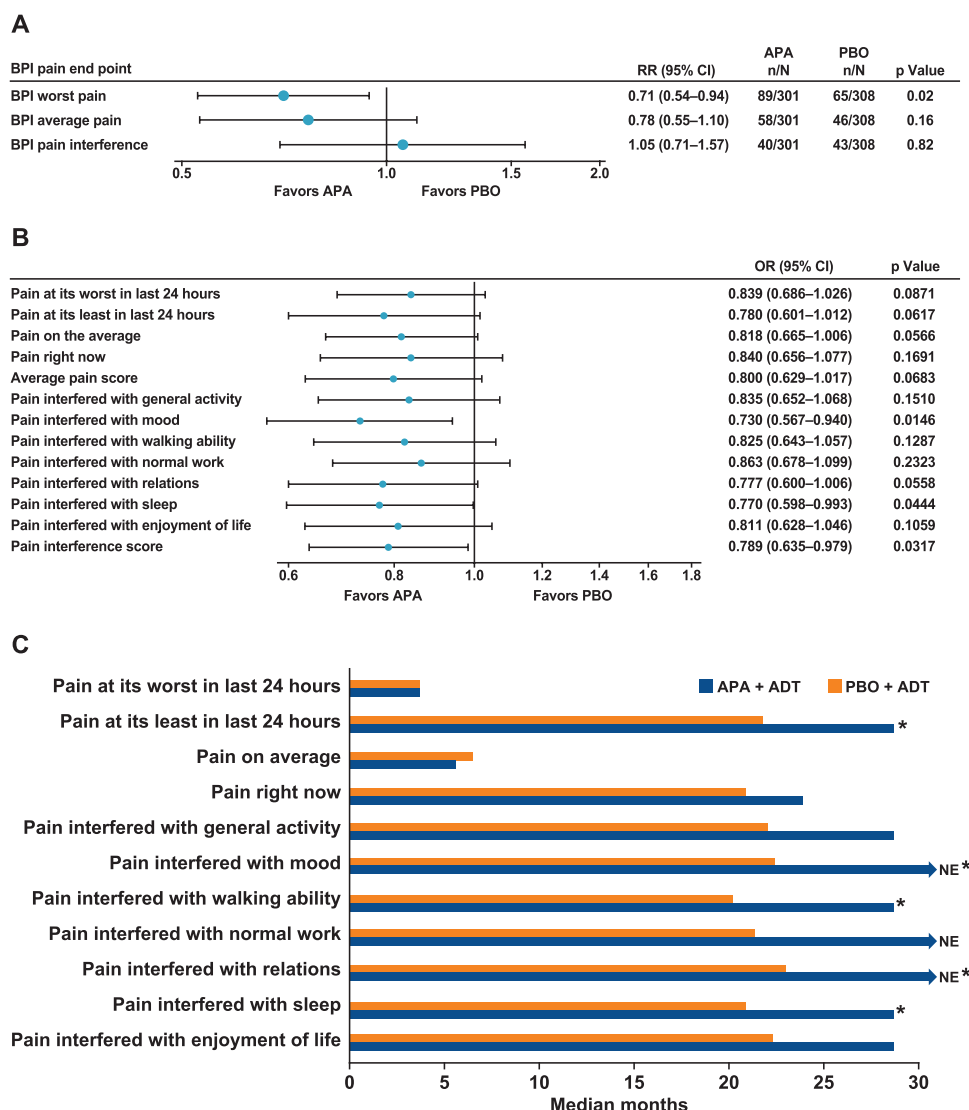 A
APA PBO
BPI pain end point RR (95% CI) n/N n/N p Value
BPI worst pain 0.71 (0.54–0.94) 89/301 65/308 0.02
BPI average pain 0.78 (0.55–1.10) 58/301 46/308 0.16
BPI pain interference 1.05 (0.71–1.57) 40/301 43/308 0.82
0.5 1.0 1.5 2.0
Favors APA Favors PBO
B
OR (95% CI) p Value
Pain at its worst in last 24 hours 0.839 (0.686–1.026) 0.0871
Pain at its least in last 24 hours 0.780 (0.601–1.012) 0.0617
Pain on the average 0.818 (0.665–1.006) 0.0566
Pain right now 0.840 (0.656–1.077) 0.1691
Average pain score 0.800 (0.629–1.017) 0.0683
Pain interfered with general activity 0.835 (0.652–1.068) 0.1510
Pain interfered with mood 0.730 (0.567–0.940) 0.0146
Pain interfered with walking ability 0.825 (0.643–1.057) 0.1287
Pain interfered with normal work 0.863 (0.678–1.099) 0.2323
Pain interfered with relations 0.777 (0.600–1.006) 0.0558
Pain interfered with sleep 0.770 (0.598–0.993) 0.0444
Pain interfered with enjoyment of life 0.811 (0.628–1.046) 0.1059
Pain interference score 0.789 (0.635–0.979) 0.0317
0.6 0.8 1.0 1.2 1.4 1.6 1.8
Favors APA Favors PBO
C
Pain at its worst in last 24 hours APA + ADT PBO + ADT
Pain at its least in last 24 hours *
Pain on average
Pain right now
Pain interfered with general activity
Pain interfered with mood NE *
Pain interfered with walking ability *
Pain interfered with normal work NE
Pain interfered with relations NE *
Pain interfered with sleep *
Pain interfered with enjoyment of life
0 5 10 15 20 25 30
Median months